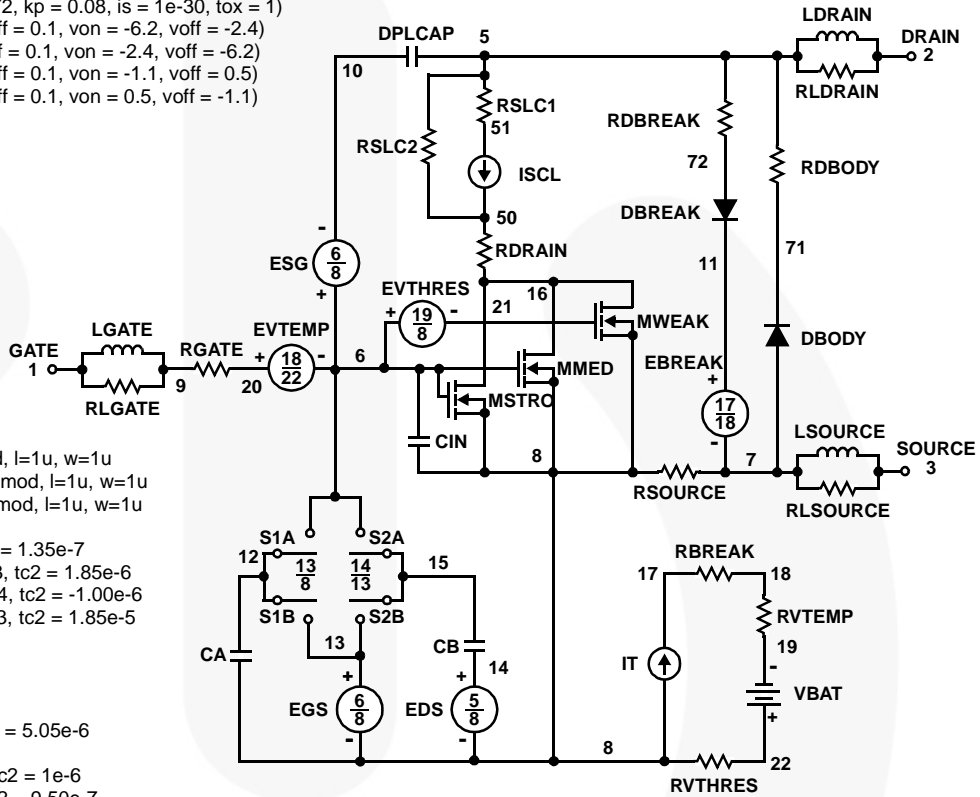 2, kp = 0.08, is = 1e-30, tox = 1)
ff = 0.1, von = -6.2, voff = -2.4)
f = 0.1, von = -2.4, voff = -6.2)
ff = 0.1, von = -1.1, voff = 0.5)
ff = 0.1, von = 0.5, voff = -1.1)
LDRAIN
DPLCAP
5
DRAIN
2
10
RLDRAIN
RSLC1
51
RDBREAK
RSLC2
72
RDBODY
ISCL
DBREAK
50
71
RDRAIN
11
ESG
6
8
-
+
EVTHRES
16
21
+
19
8
-
MWEAK
LGATE
EVTEMP
DBODY
GATE
1
RGATE
+
18
22
-
6
MMED
EBREAK
+
17
18
-
9
20
MSTRO
RLGATE
LSOURCE
CIN
8
7
SOURCE
3
RSOURCE
RLSOURCE
d, l=1u, w=1u
mod, l=1u, w=1u
mod, l=1u, w=1u
= 1.35e-7
3, tc2 = 1.85e-6
4, tc2 = -1.00e-6
3, tc2 = 1.85e-5
S1A
S2A
12
13
8
14
13
15
S1B
S2B
13
CA
CB
14
+
EGS
6
8
-
+
EDS
5
8
-
RBREAK
17
18
RVTEMP
19
IT
-
VBAT
+
8
22
RVTHRES
= 5.05e-6
c2 = 1e-6